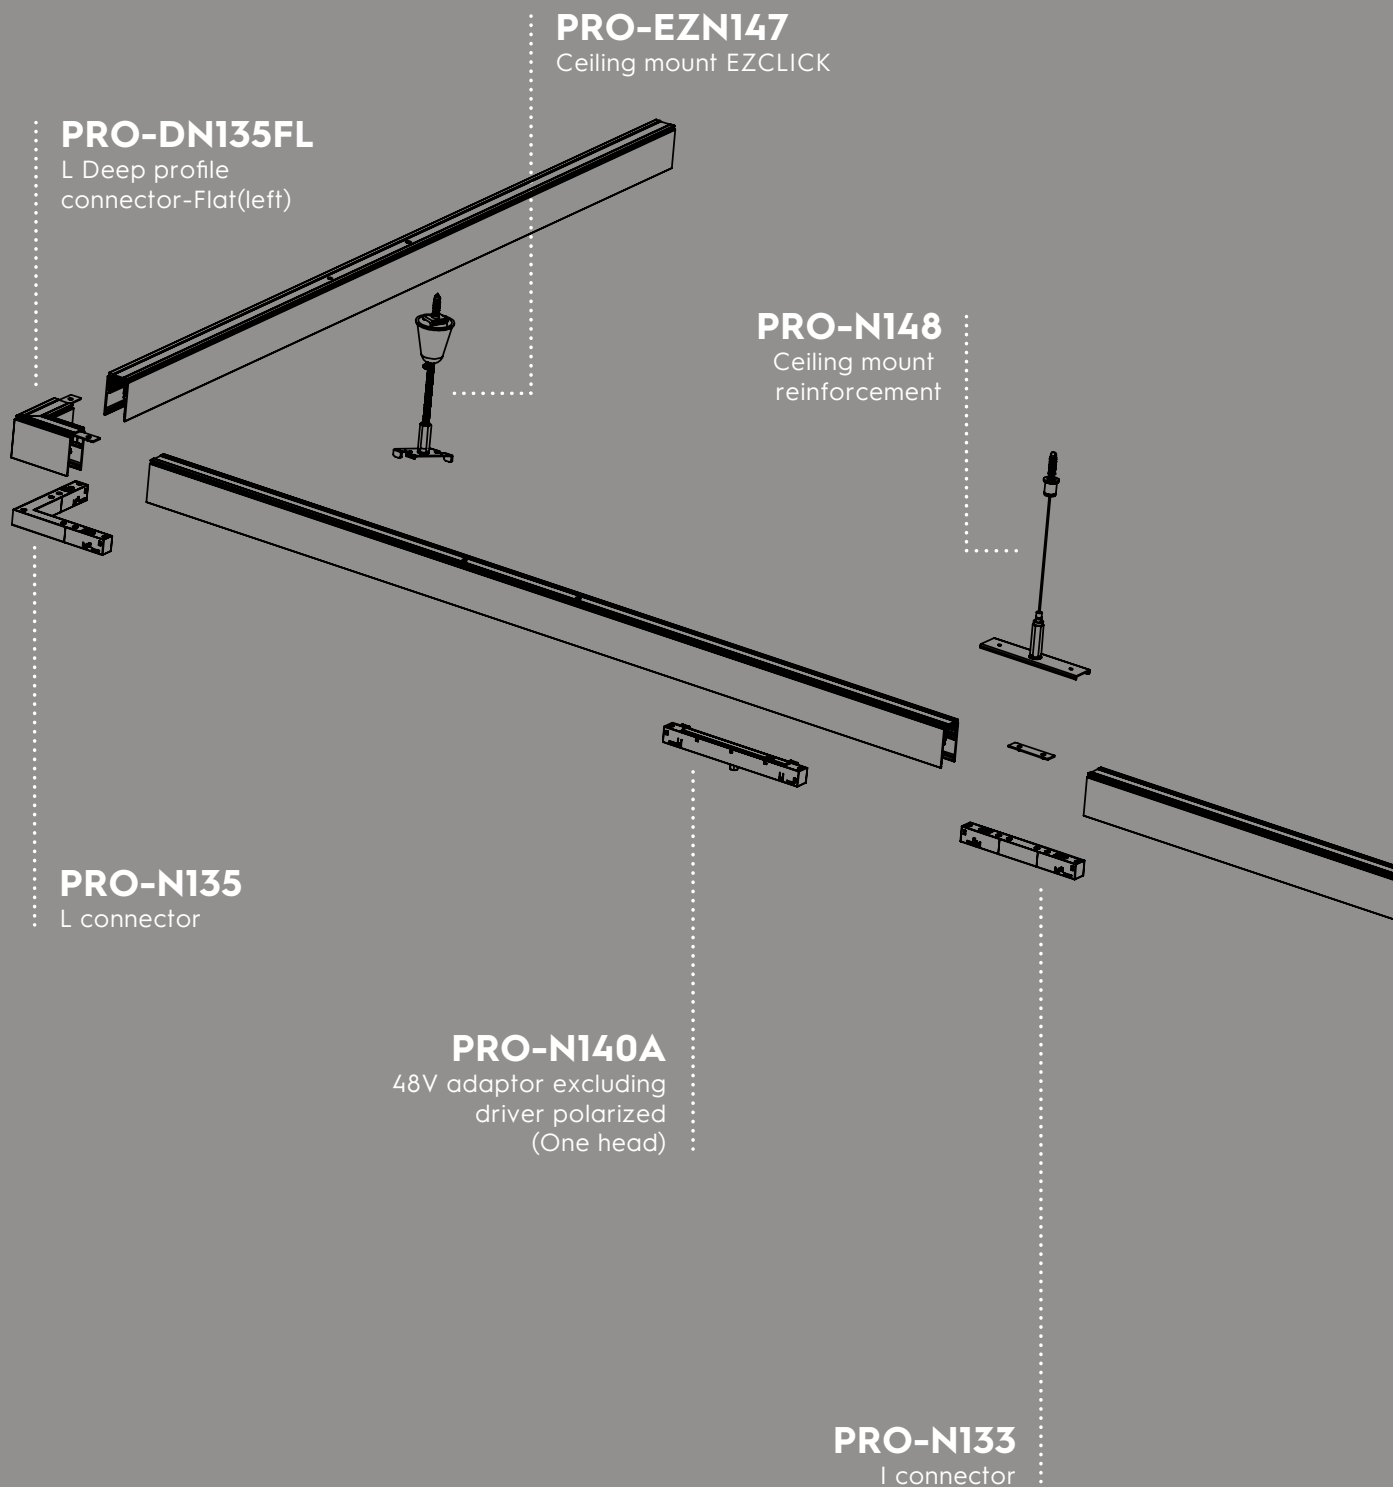 PRO-EZN147
Ceiling mount EZCLICK
PRO-DN135FL
L Deep profile
connector-Flat(left)
PRO-N148
Ceiling mount
reinforcement
PRO-N135
L connector
PRO-N140A
48V adaptor excluding
driver polarized
(One head)
PRO-N133
I connector